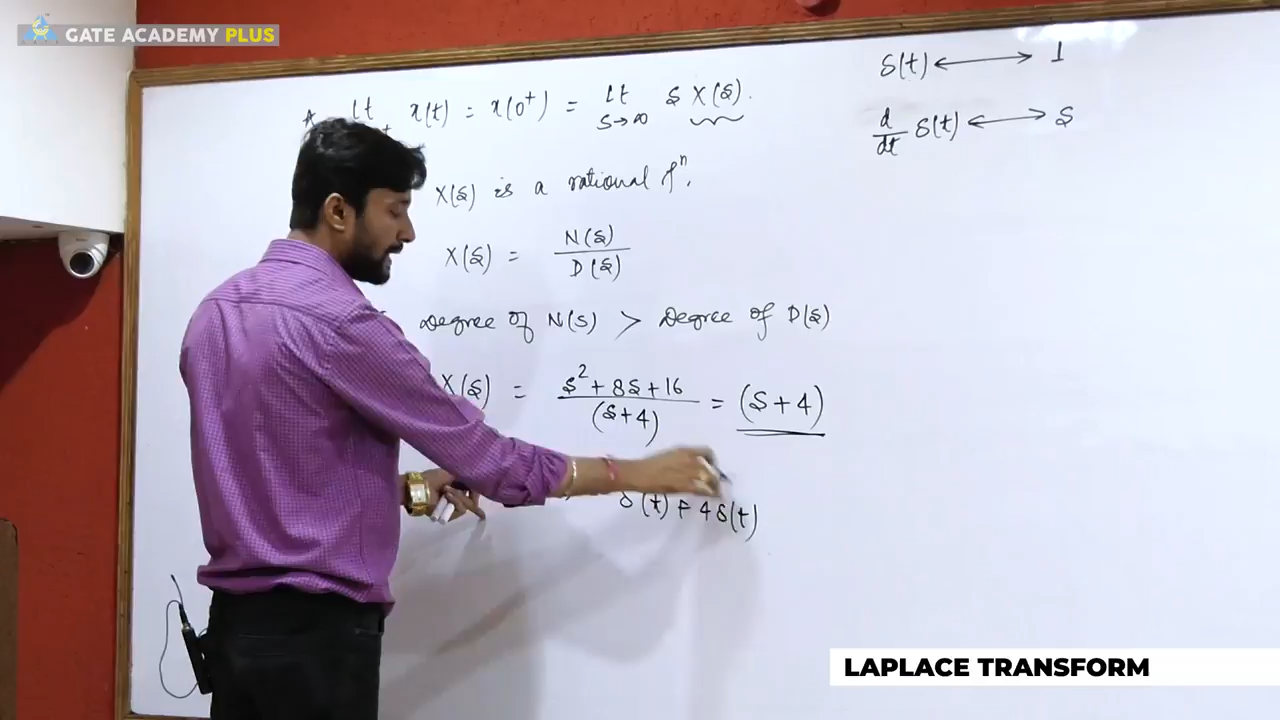 GATE ACADEMY PLUS
Lt x(t) = x(0⁺) = Lt S X(S).
S→∞
δ(t) ⟷ 1
d/dt δ(t) ⟷ S
X(S) is a rational fⁿ.
X(S) = N(S)/D(S)
Degree of N(S) > Degree of D(S)
X(S) = S² + 8S + 16/(S+4) = (S+4)
δ(t) + 4δ(t)
LAPLACE TRANSFORM